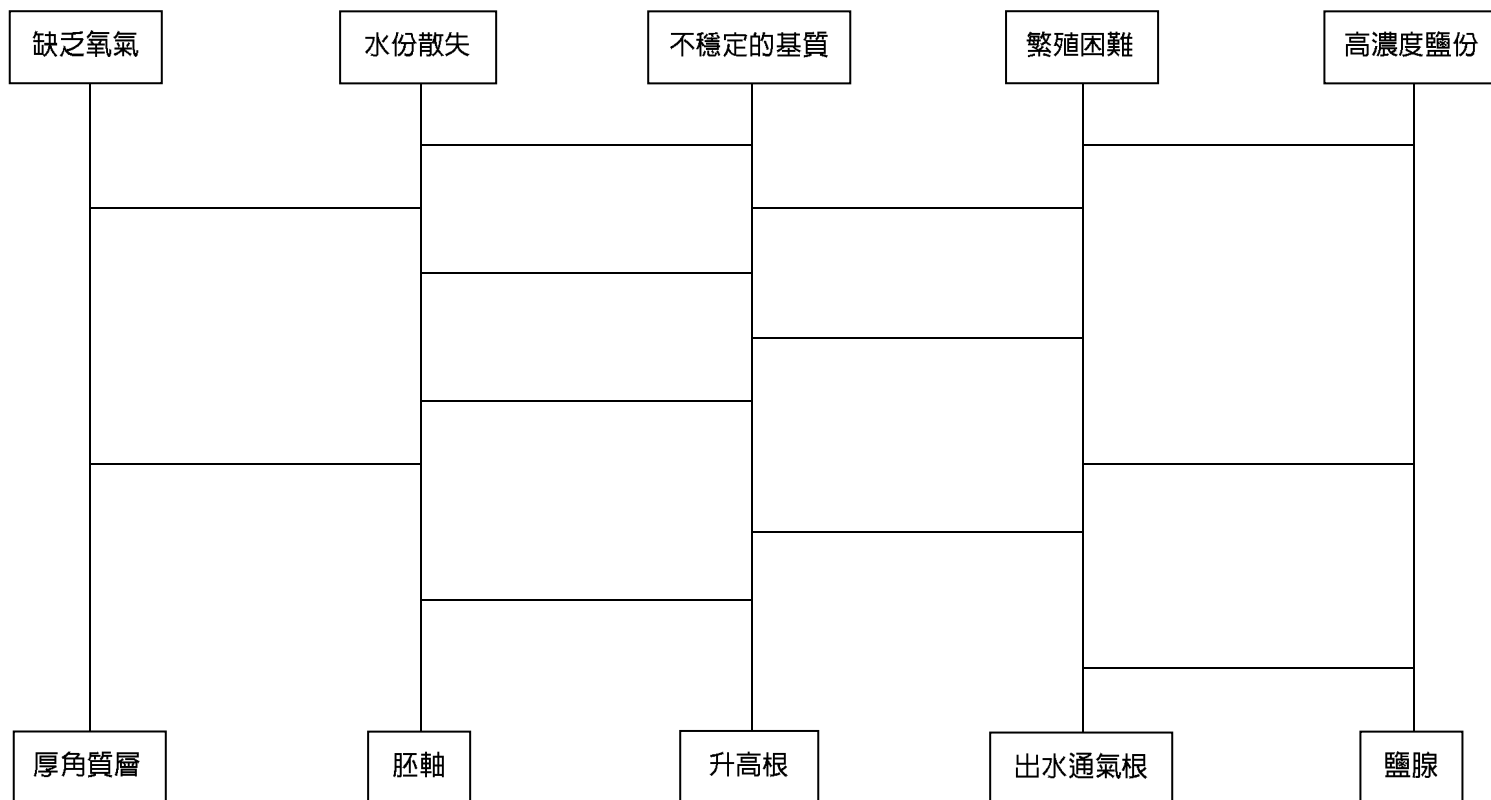 缺乏氧氣
水份散失
不穩定的基質
繁殖困難
高濃度鹽份
厚角質層
胚軸
升高根
出水通氣根
鹽腺